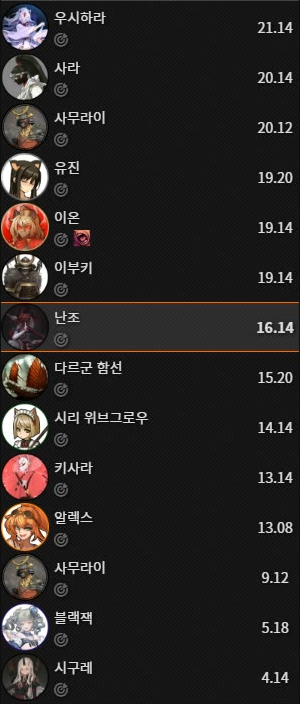 우시하라
21.14
사라
20.14
사무라이
20.12
유진
19.20
이온
19.14
이부키
19.14
난조
16.14
다르군 함선
15.20
시리 위브그로우
14.14
키사라
13.14
알렉스
13.08
사무라이
9.12
블랙잭
5.18
시구레
4.14